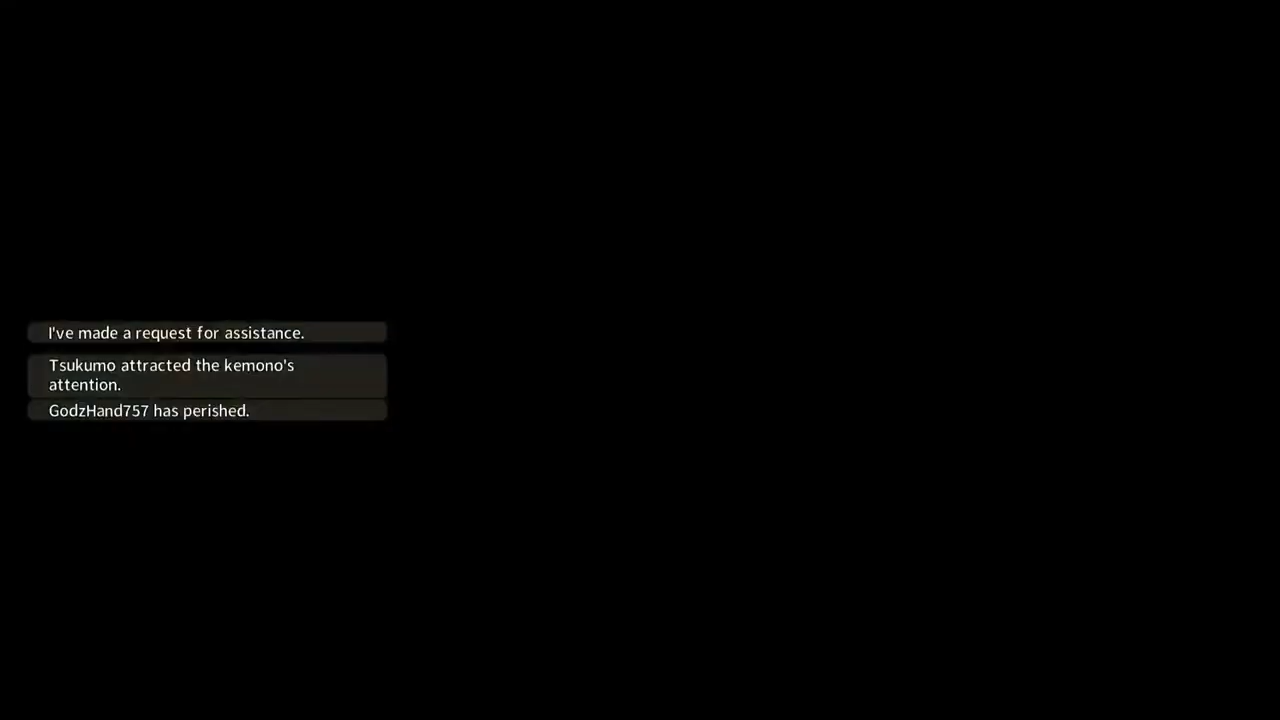 I've made a request for assistance.
Tsukumo attracted the kemono's
attention.
GodzHand757 has perished.